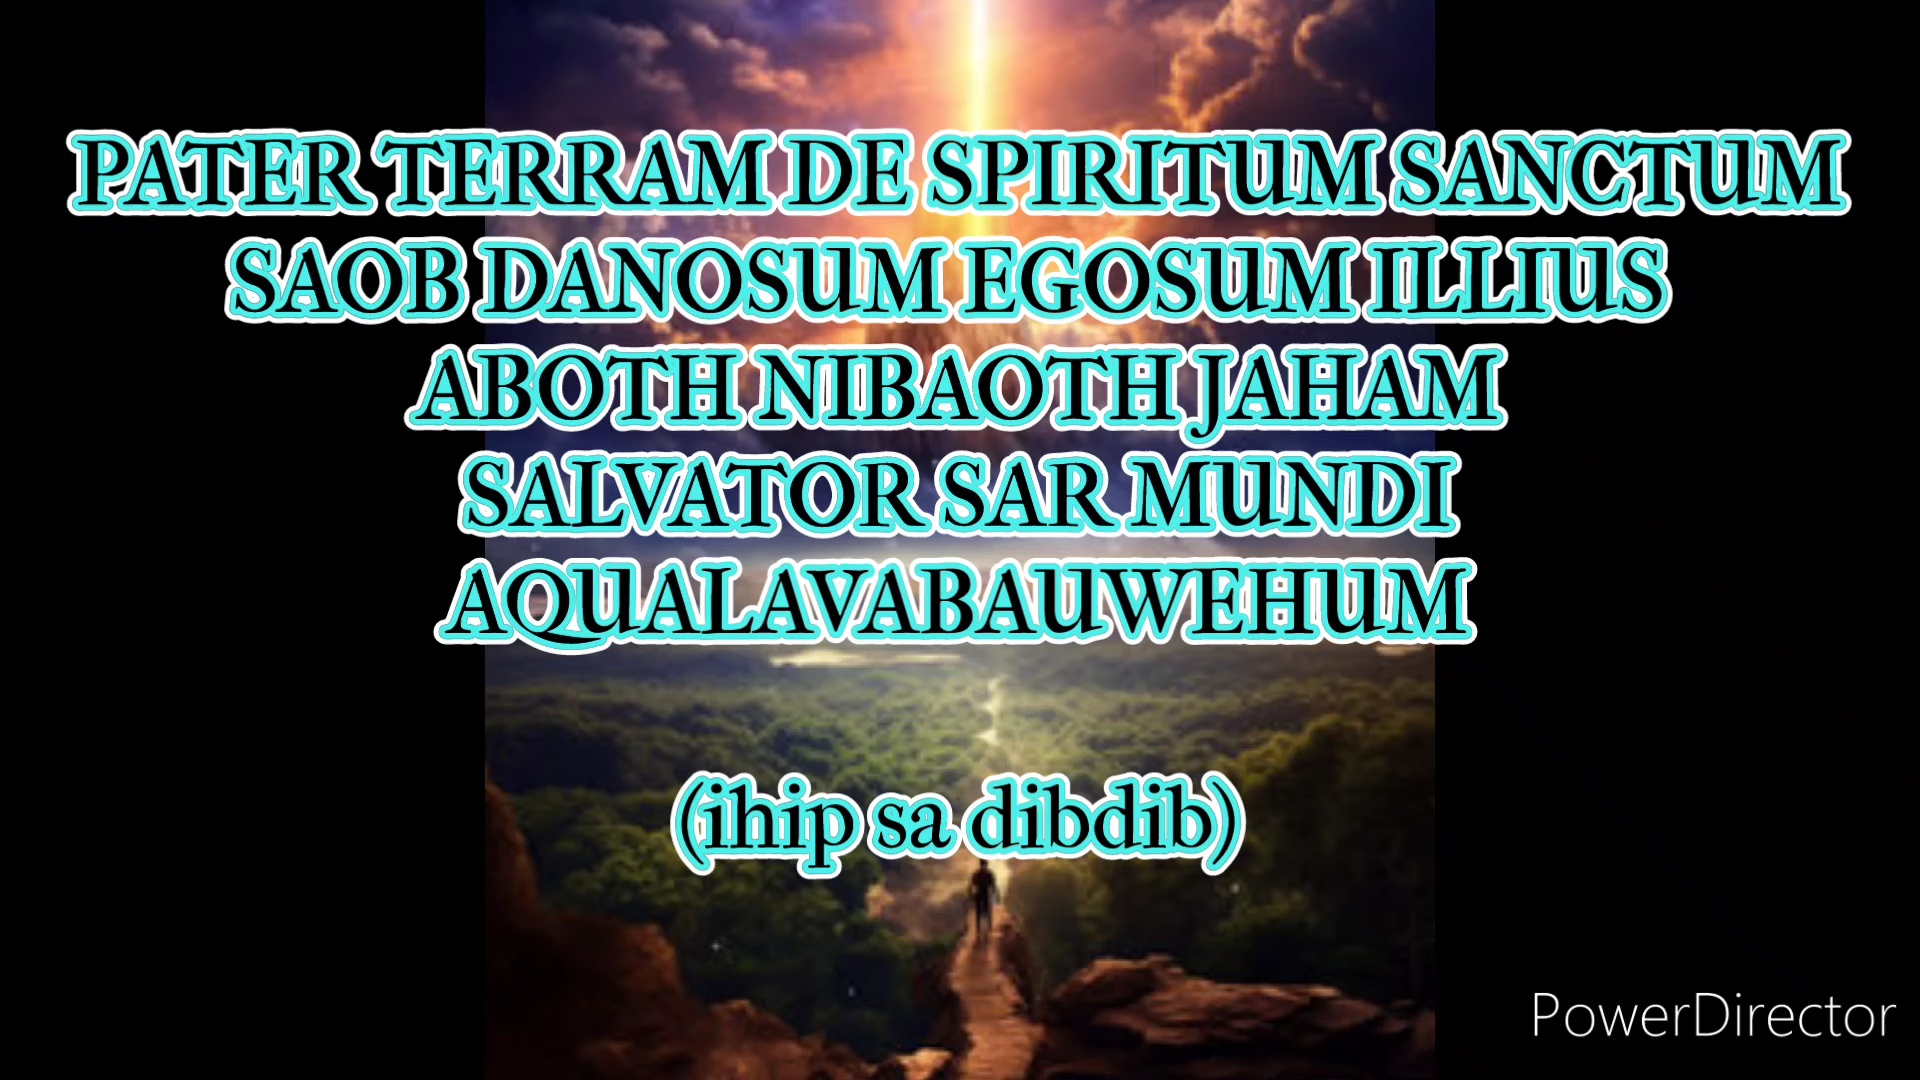 PATER TERRAM DE SPIRITUM SANCTUM
SAOB DANOSUM EGOSUM ILLIUS
ABOTH NIBAOTH JAHAM
SALVATOR SAR MUNDI
AQUALAVABAUWEHUM
(ihip sa dibdib)
PowerDirector